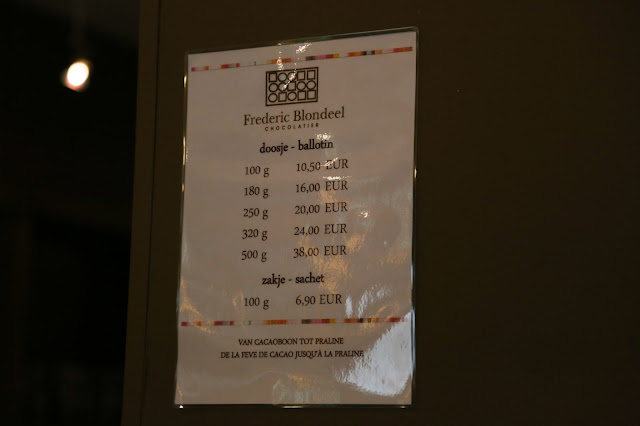 Frederic Blondeel
CHOCOLATIER
doosje - ballotin
100 g 10,50 EUR
180 g 16,00 EUR
250 g 20,00 EUR
320 g 24,00 EUR
500 g 38,00 EUR
zakje - sachet
100 g 6,90 EUR
VAN CACAOBOON TOT PRALINE
DE LA FEVE DE CACAO JUSQU'À LA PRALINE